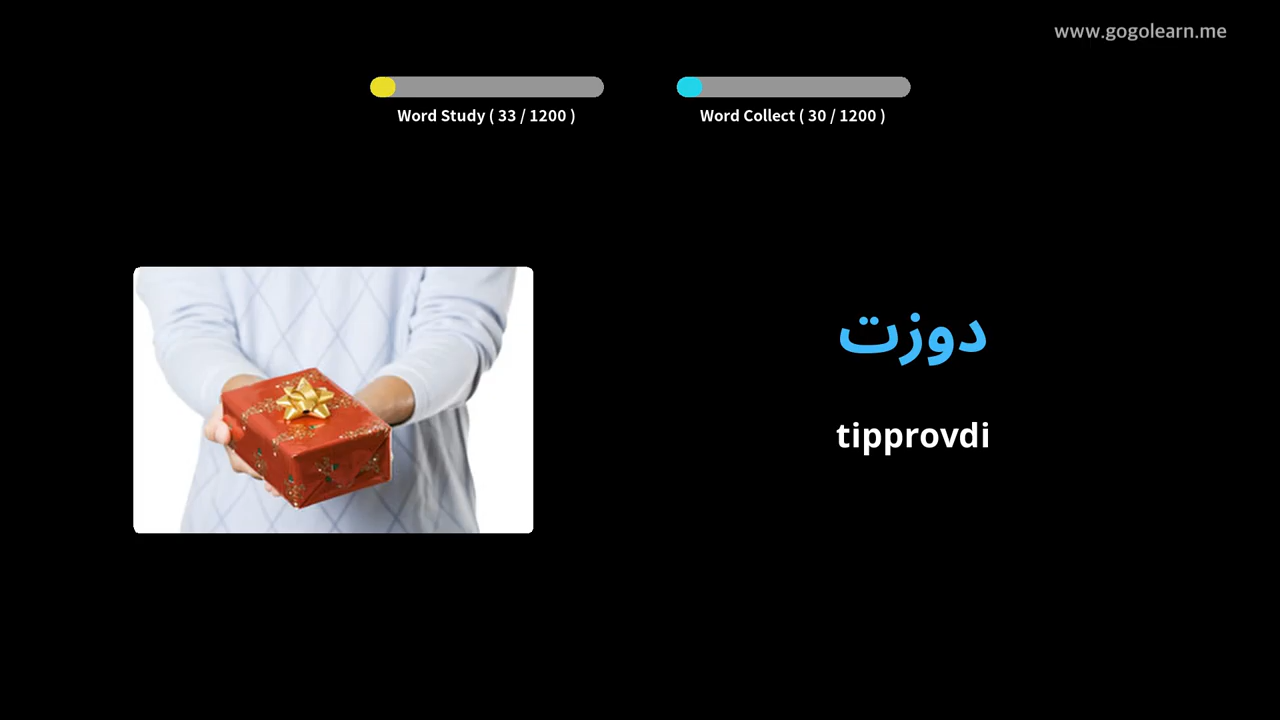 www.gogolearn.me
Word Study ( 33 / 1200 )
Word Collect ( 30 / 1200 )
دوزت
tipprovdi